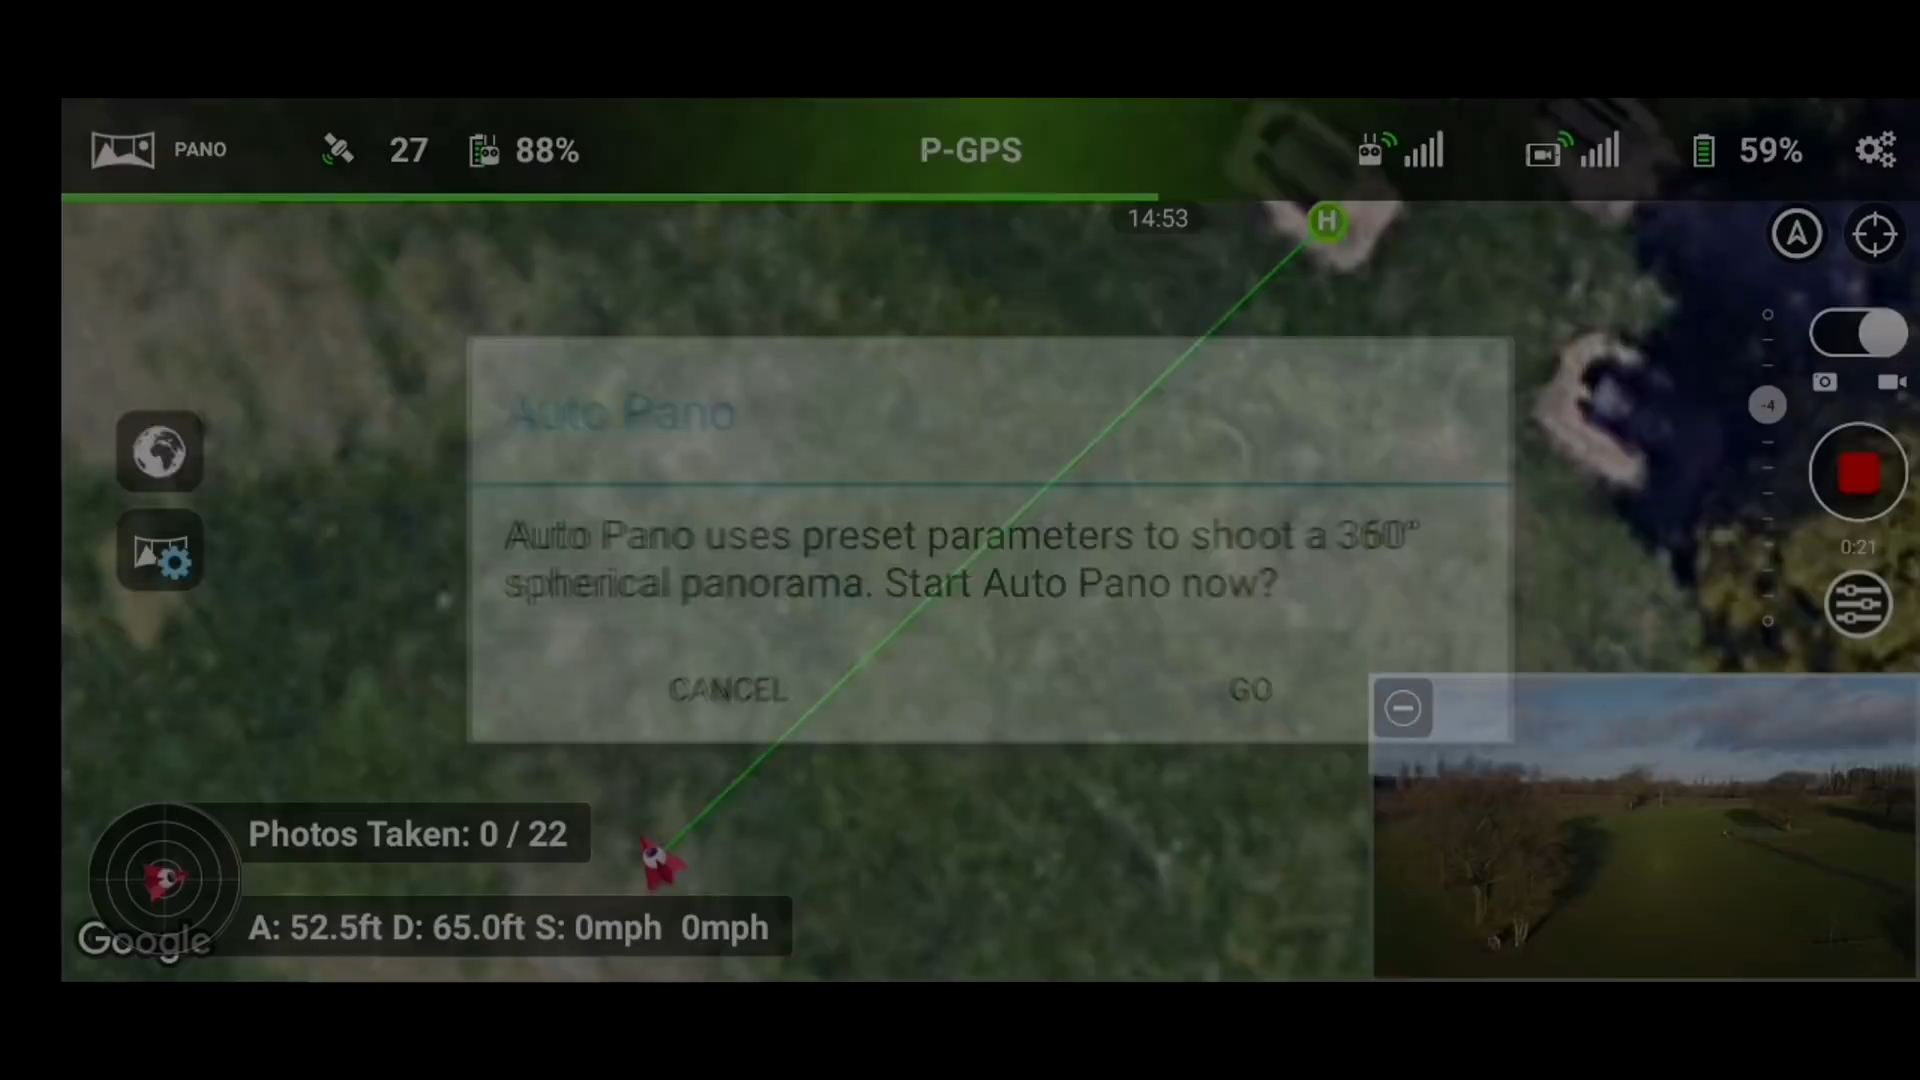 PANO
27
88%
P-GPS
59%
14:53
H
-4
Auto Pano
Auto Pano uses preset parameters to shoot a 360°
spherical panorama. Start Auto Pano now?
0:21
CANCEL
GO
Photos Taken: 0 / 22
A: 52.5ft D: 65.0ft S: 0mph 0mph
Google